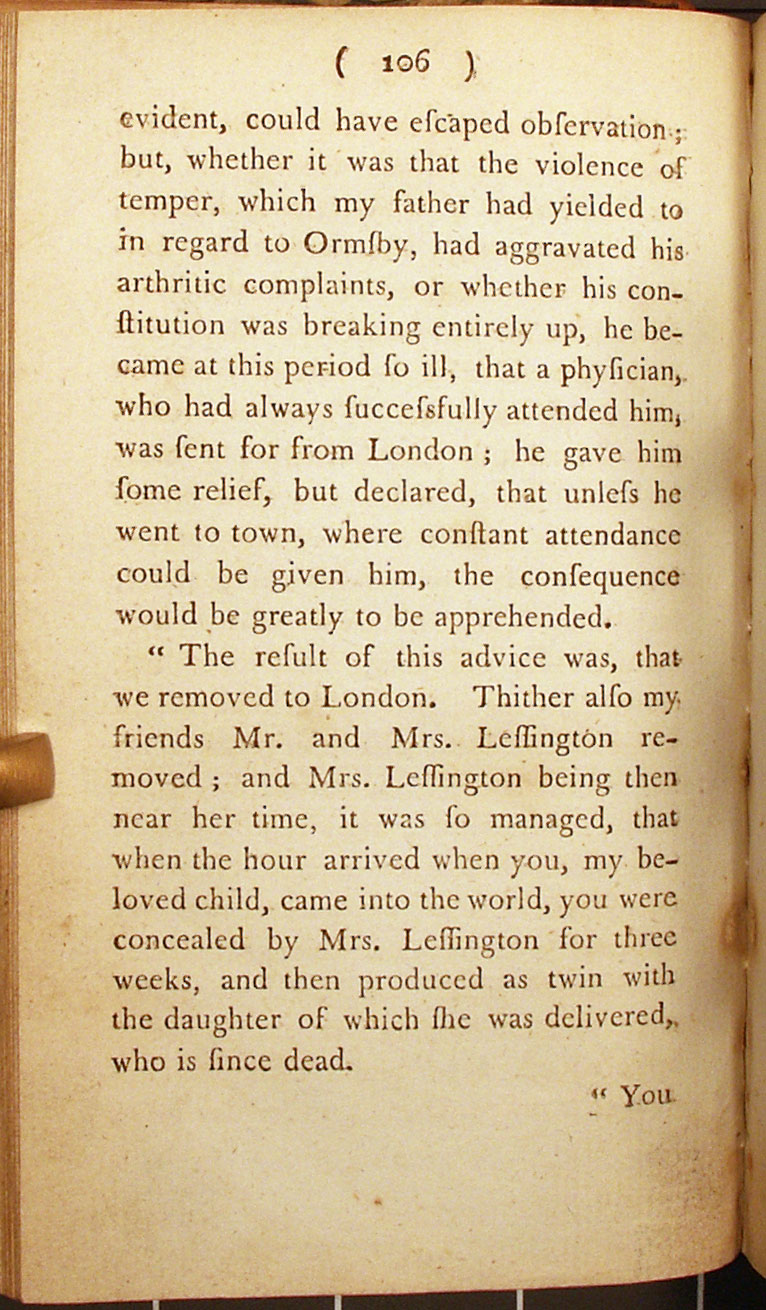 ( 106 )
evident, could have eſcaped obſervation ;
but, whether it was that the violence of
temper, which my father had yielded to
in regard to Ormſby, had aggravated his
arthritic complaints, or whether his con-
ſtitution was breaking entirely up, he be-
came at this period ſo ill, that a phyſician,
who had always ſucceſsfully attended him,
was ſent for from London ; he gave him
ſome relief, but declared, that unleſs he
went to town, where conſtant attendance
could be given him, the conſequence
would be greatly to be apprehended.
“ The reſult of this advice was, that
we removed to London. Thither alſo my
friends Mr. and Mrs. Leſſington re-
moved ; and Mrs. Leſſington being then
near her time, it was ſo managed, that
when the hour arrived when you, my be-
loved child, came into the world, you were
concealed by Mrs. Leſſington for three
weeks, and then produced as twin with
the daughter of which ſhe was delivered,
who is ſince dead.
“ You